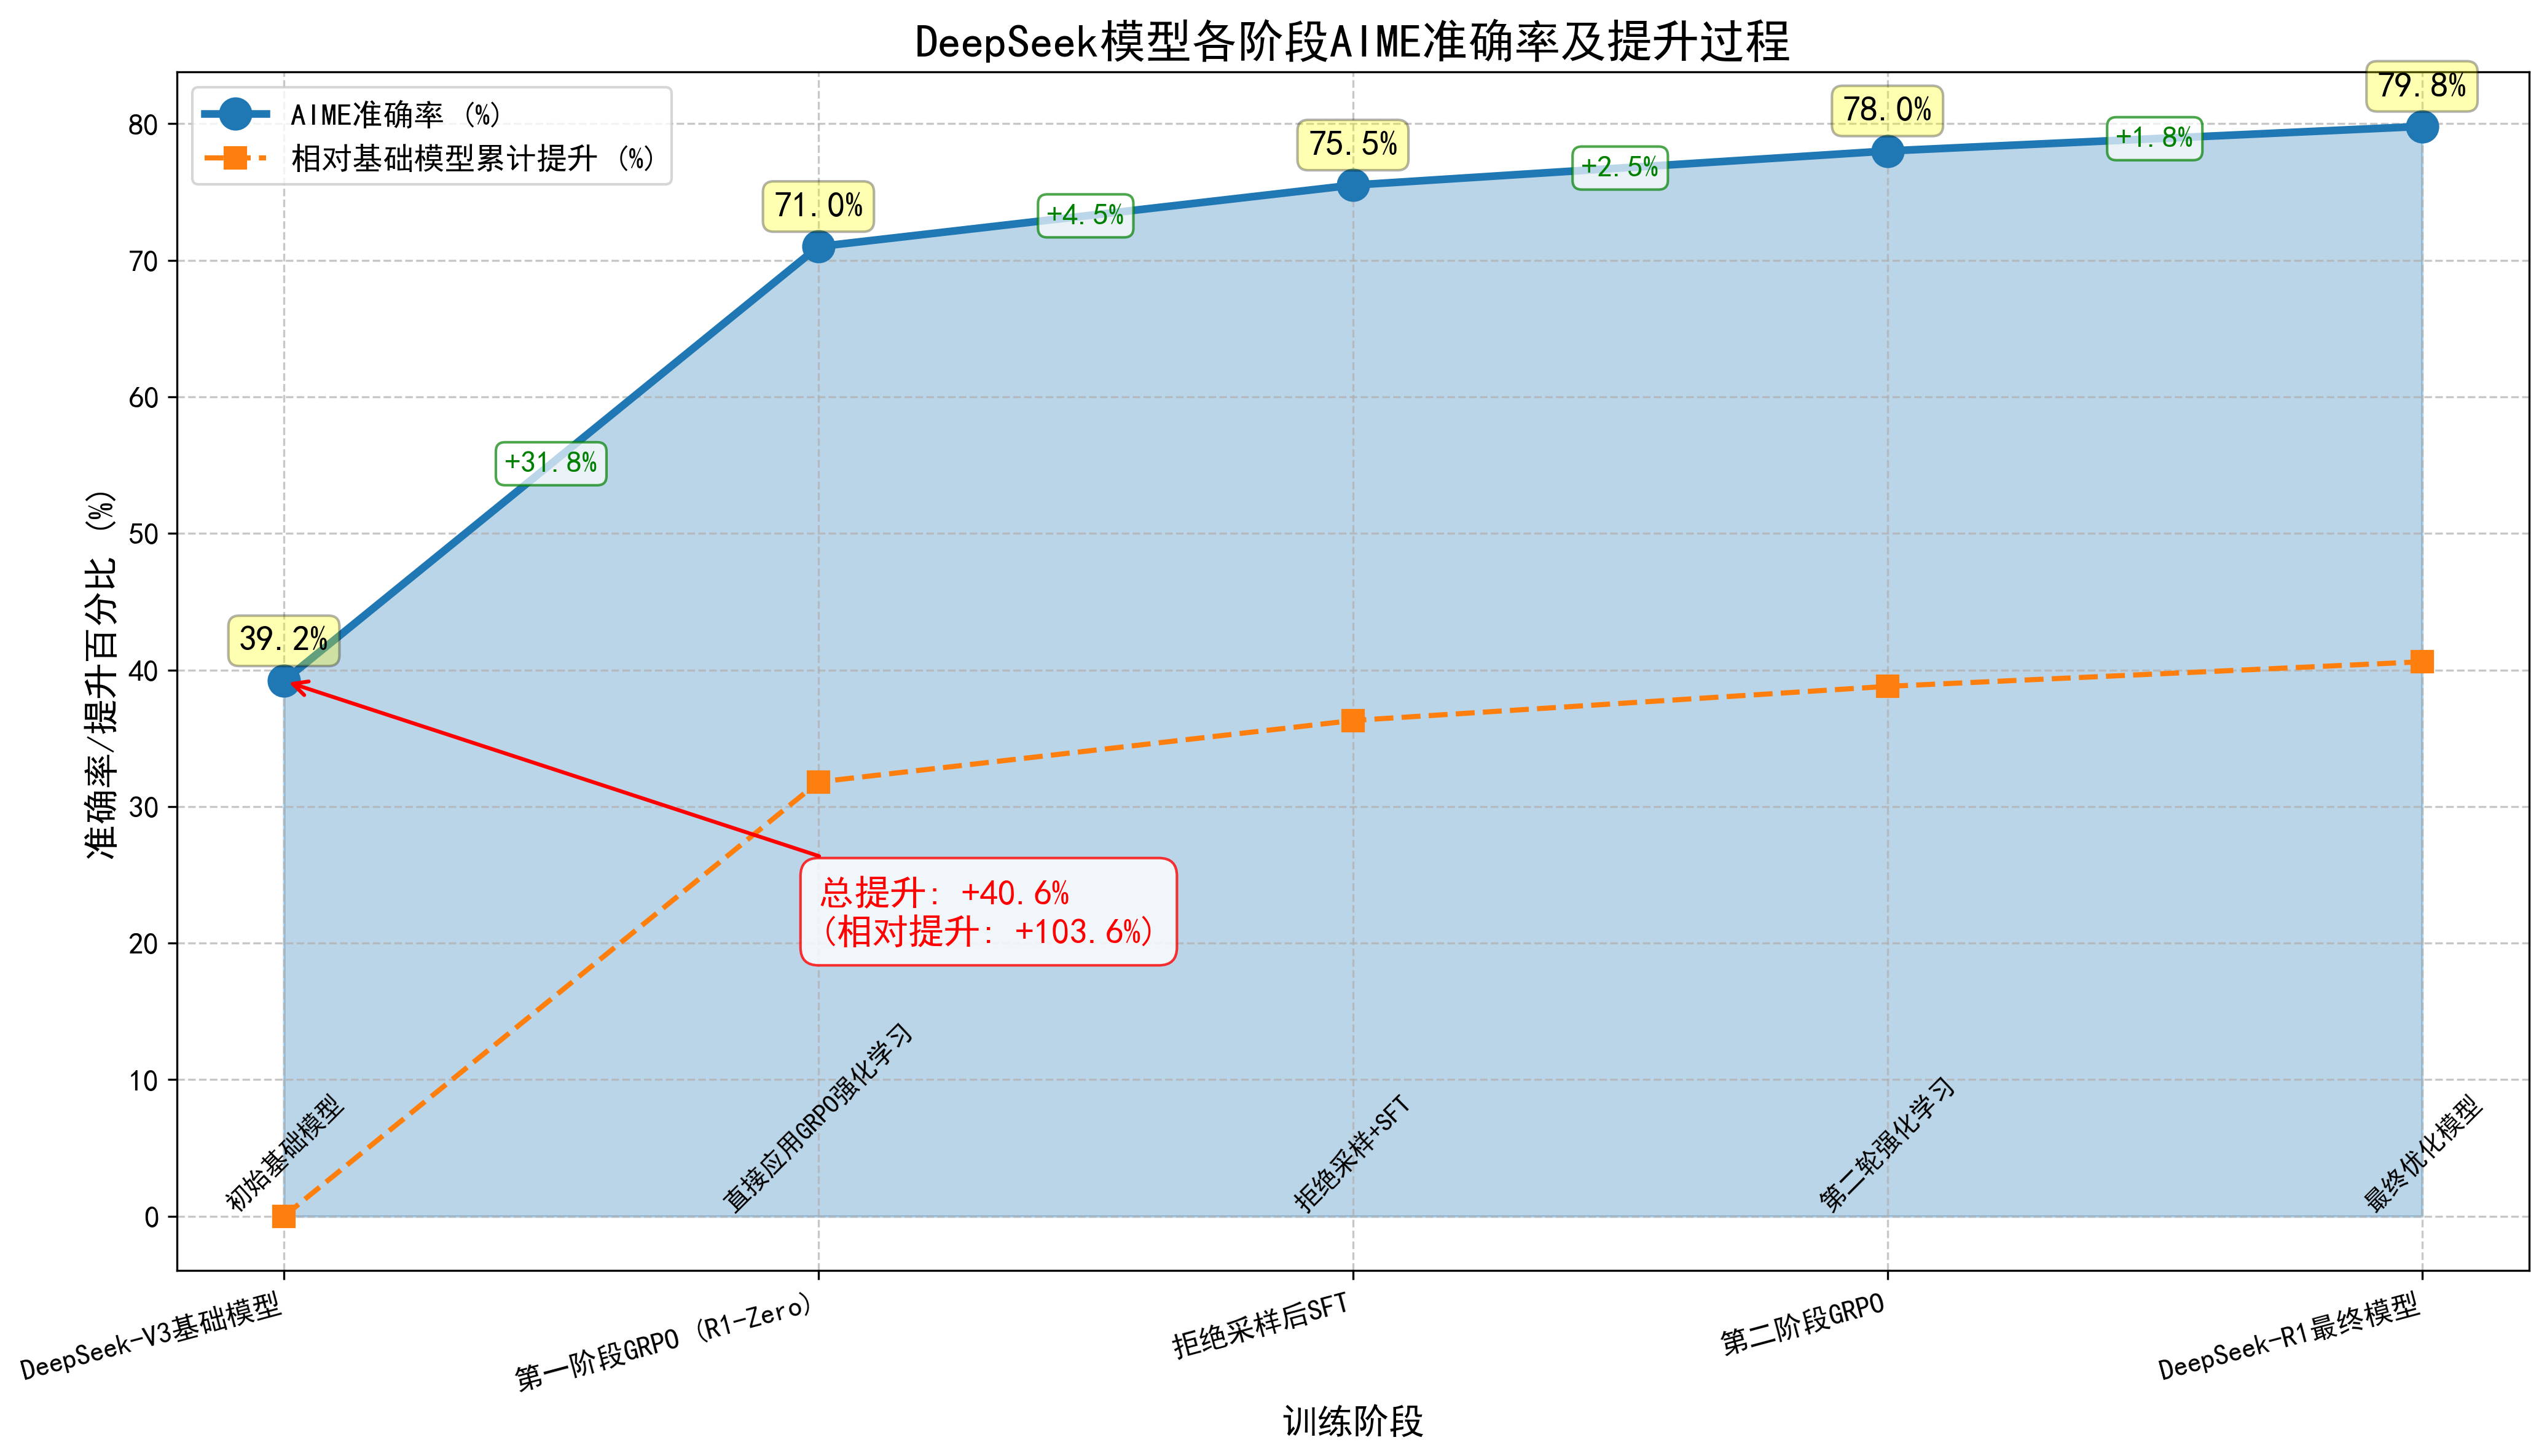 DeepSeek模型各阶段AIME准确率及提升过程
AIME准确率 (%)
相对基础模型累计提升 (%)
准确率/提升百分比 (%)
80
70
60
50
40
30
20
10
0
39.2%
71.0%
75.5%
78.0%
79.8%
+31.8%
+4.5%
+2.5%
+1.8%
总提升: +40.6%
(相对提升: +103.6%)
初始基础模型
直接应用GRPO强化学习
拒绝采样+SFT
第二轮强化学习
最终优化模型
DeepSeek-V3基础模型
第一阶段GRPO (R1-Zero)
拒绝采样后SFT
第二阶段GRPO
DeepSeek-R1最终模型
训练阶段